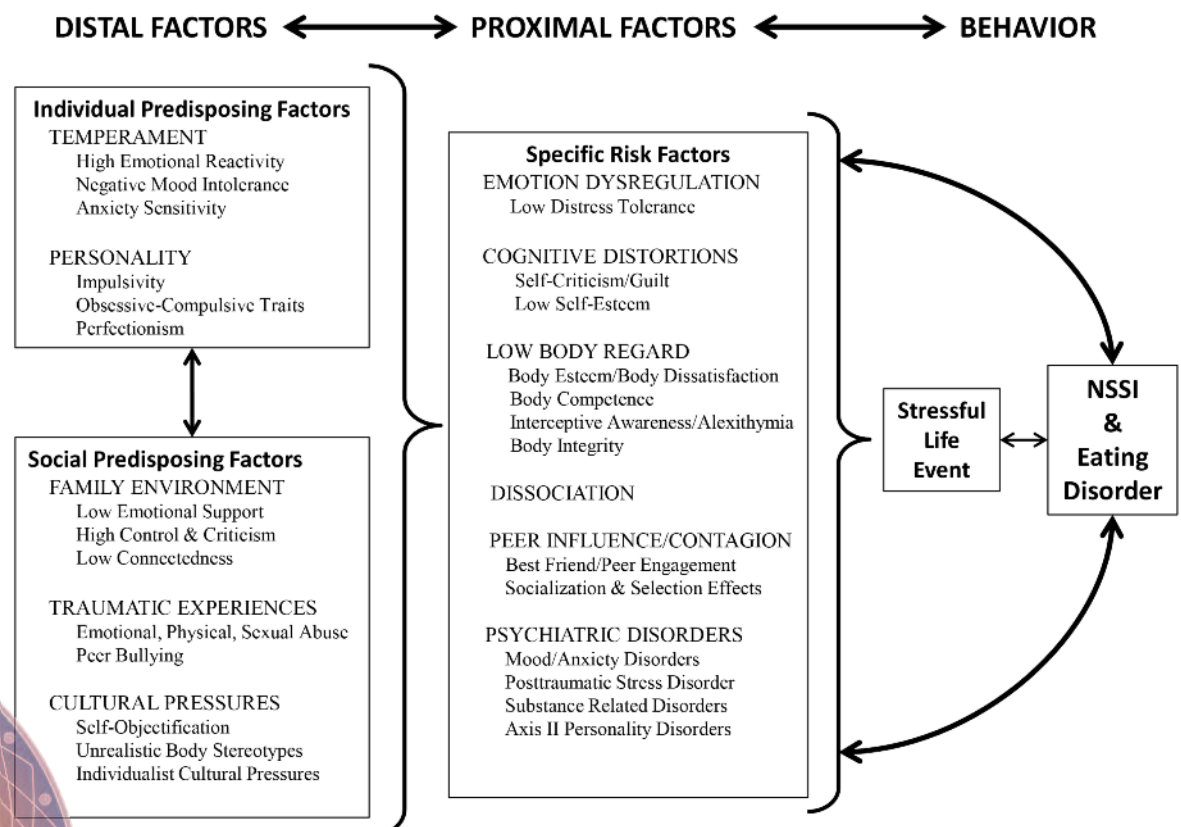 DISTAL FACTORS
PROXIMAL FACTORS
BEHAVIOR
Individual Predisposing Factors
TEMPERAMENT
High Emotional Reactivity
Negative Mood Intolerance
Anxiety Sensitivity
PERSONALITY
Impulsivity
Obsessive-Compulsive Traits
Perfectionism
Social Predisposing Factors
FAMILY ENVIRONMENT
Low Emotional Support
High Control & Criticism
Low Connectedness
TRAUMATIC EXPERIENCES
Emotional, Physical, Sexual Abuse
Peer Bullying
CULTURAL PRESSURES
Self-Objectification
Unrealistic Body Stereotypes
Individualist Cultural Pressures
Specific Risk Factors
EMOTION DYSREGULATION
Low Distress Tolerance
COGNITIVE DISTORTIONS
Self-Criticism/Guilt
Low Self-Esteem
LOW BODY REGARD
Body Esteem/Body Dissatisfaction
Body Competence
Interceptive Awareness/Alexithymia
Body Integrity
DISSOCIATION
PEER INFLUENCE/CONTAGION
Best Friend/Peer Engagement
Socialization & Selection Effects
PSYCHIATRIC DISORDERS
Mood/Anxiety Disorders
Posttraumatic Stress Disorder
Substance Related Disorders
Axis II Personality Disorders
Stressful
Life
Event
NSSI
&
Eating
Disorder